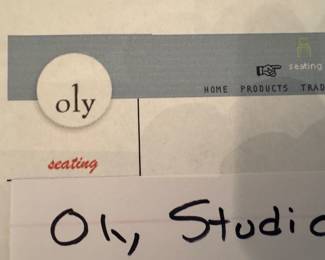 seating
oly
HOME PRODUCTS TRAD
seating
Oly Studio